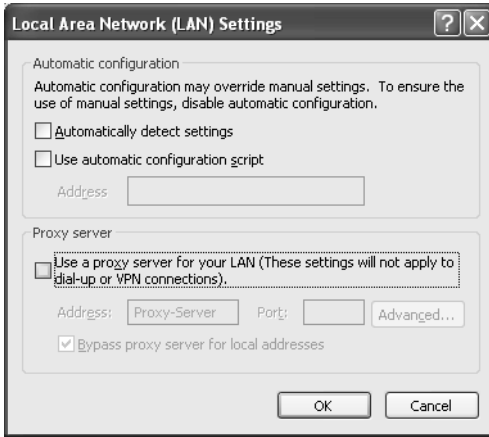 Local Area Network (LAN) Settings
Automatic configuration
Automatic configuration may override manual settings. To ensure the
use of manual settings, disable automatic configuration.
Automatically detect settings
Use automatic configuration script
Address
Proxy server
Use a proxy server for your LAN (These settings will not apply to
dial-up or VPN connections).
Address: Proxy-Server Port: Advanced...
Bypass proxy server for local addresses
OK Cancel